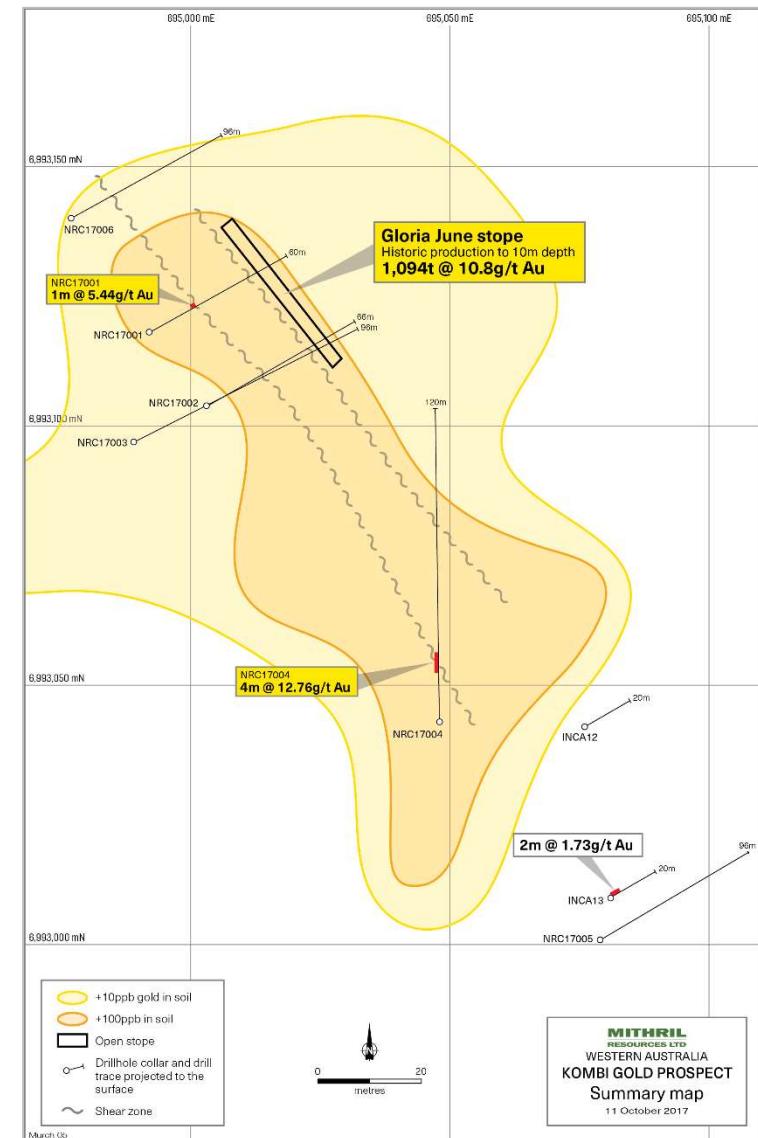 695,000 mE
695,050 mE
695,100 mE
96m
6,993,150 mN
NRC17006
Gloria June stope
Historic production to 10m depth
1,094t @ 10.8g/t Au
60m
NRC17001
1m @ 5.44g/t Au
66m
96m
NRC17001
NRC17002
120m
6,993,100 mN
NRC17003
NRC17004
4m @ 12.76g/t Au
6,993,050 mN
20m
NRC17004
INCA12
2m @ 1.73g/t Au
96m
20m
INCA13
NRC17005
6,993,000 mN
+10ppb gold in soil
+100ppb in soil
Open stope
Drillhole collar and drill
trace projected to the
surface
Shear zone
0
20
metres
MITHRIL
RESOURCES LTD
WESTERN AUSTRALIA
KOMBI GOLD PROSPECT
Summary map
11 October 2017
Murch 05